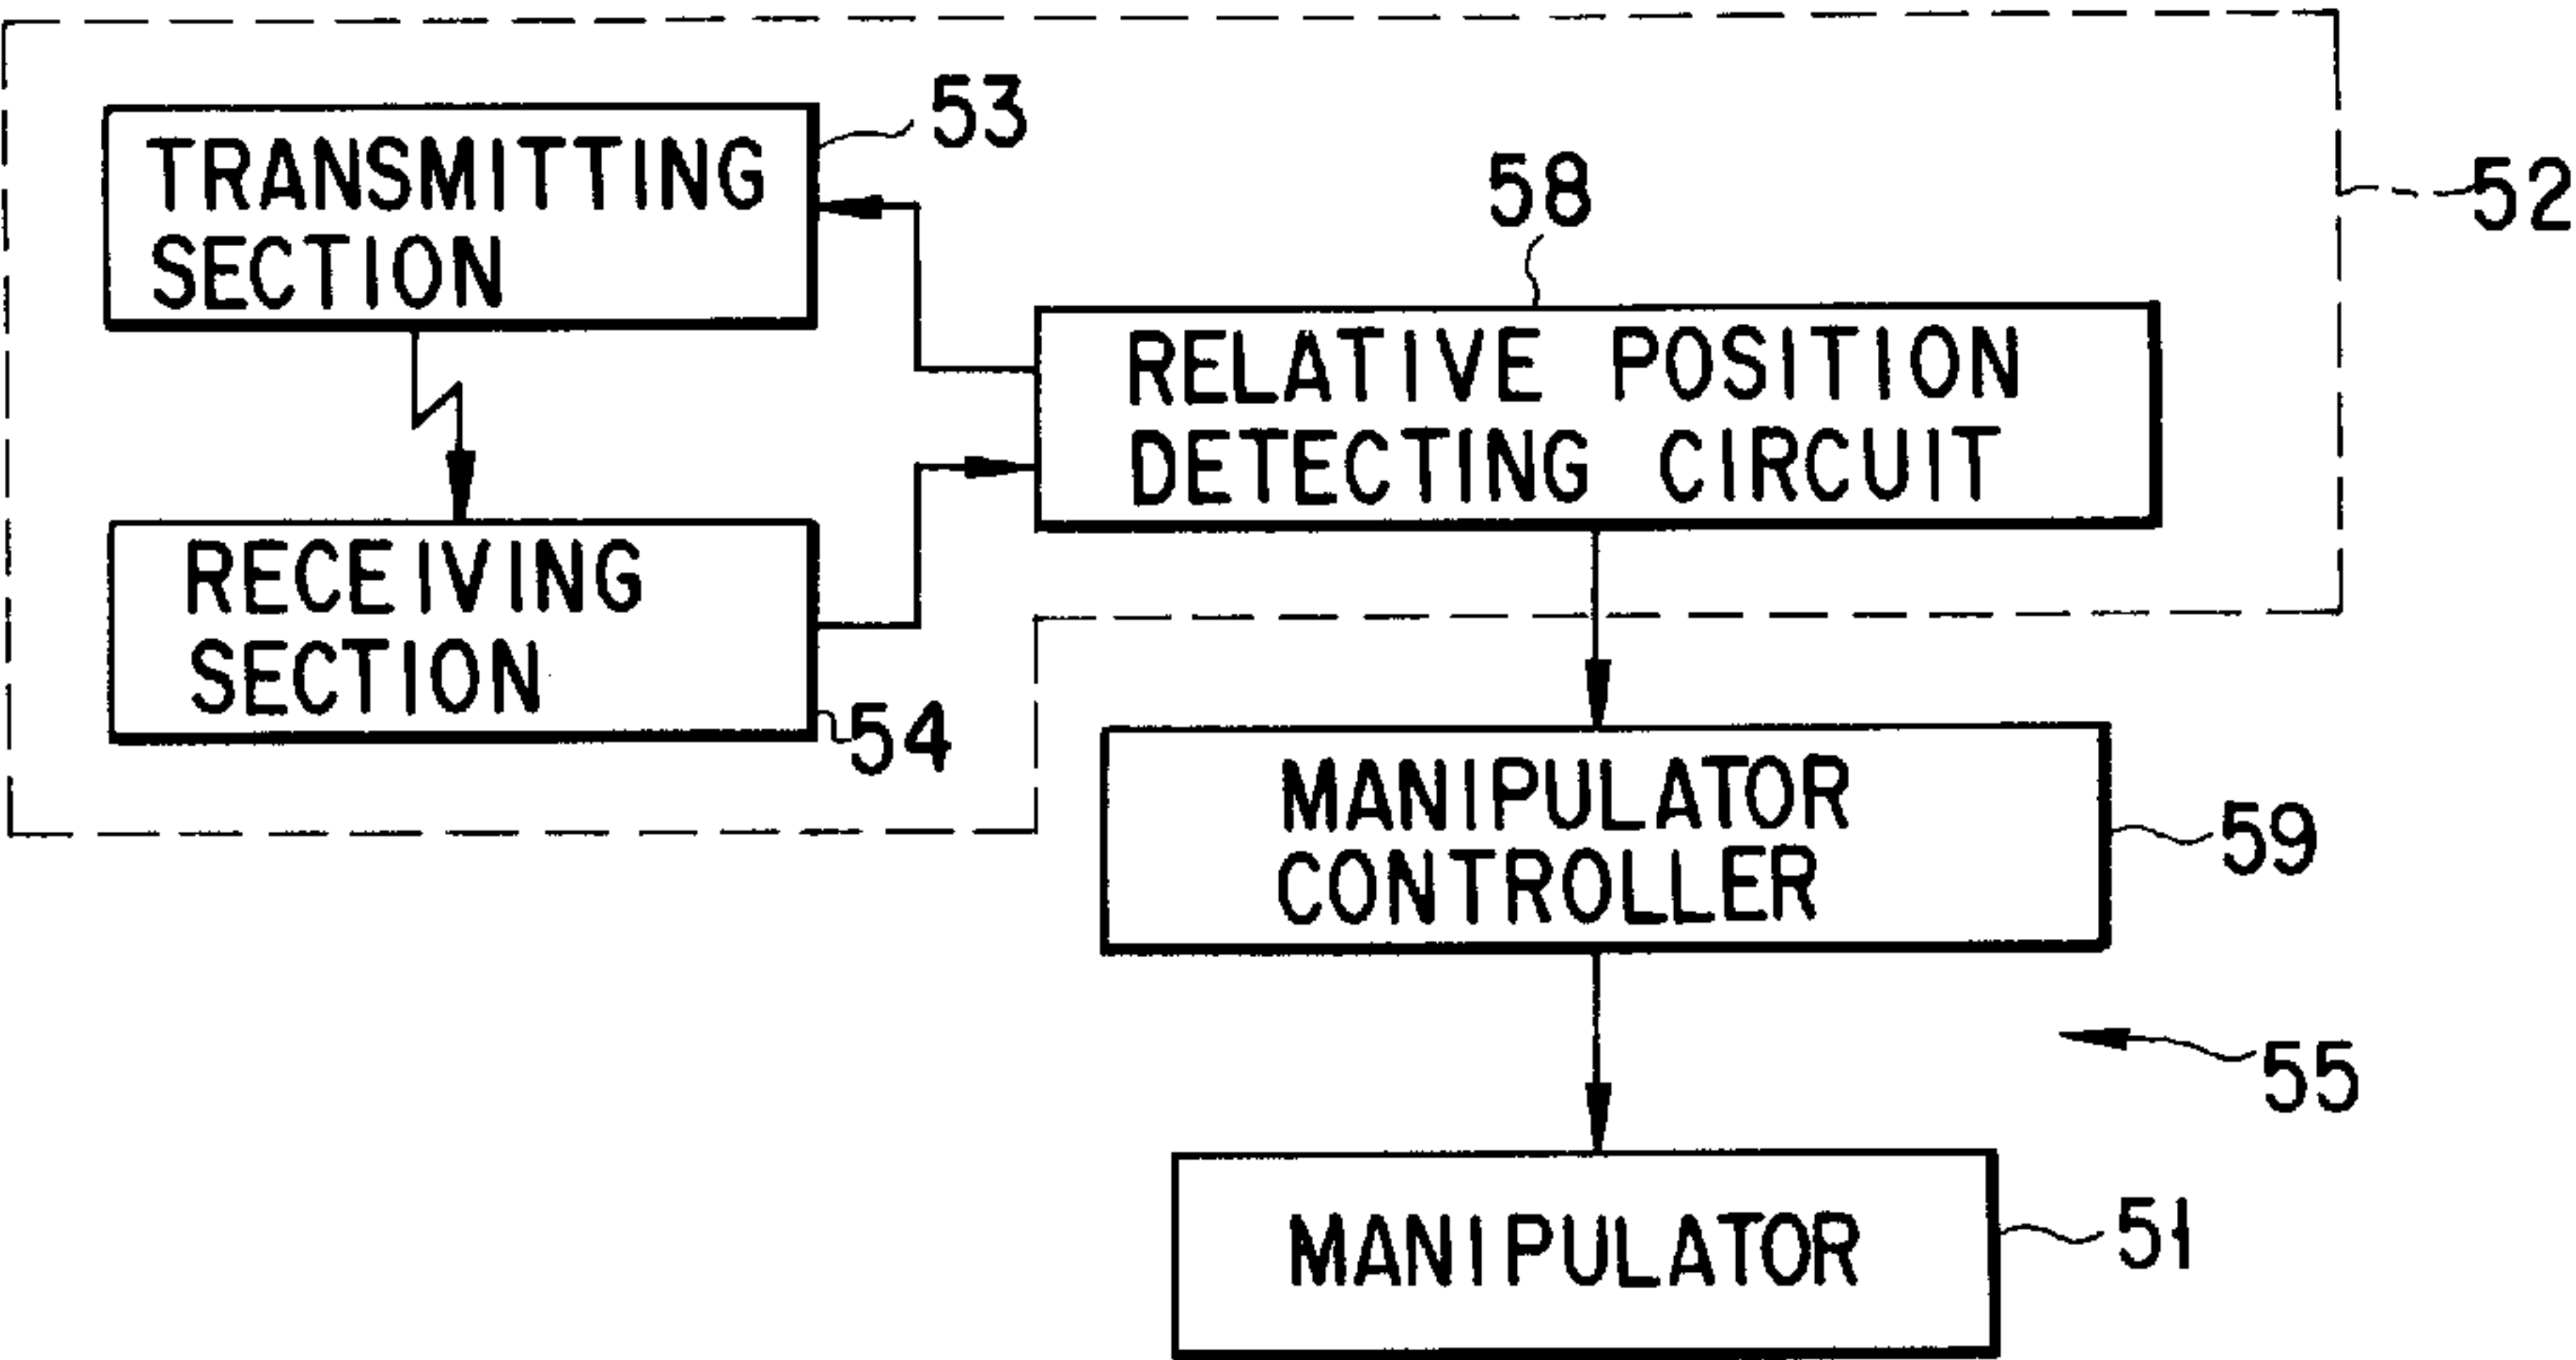 53
TRANSMITTING
SECTION
58
52
RELATIVE POSITION
DETECTING CIRCUIT
RECEIVING
SECTION
54
MANIPULATOR
CONTROLLER
59
55
MANIPULATOR
51